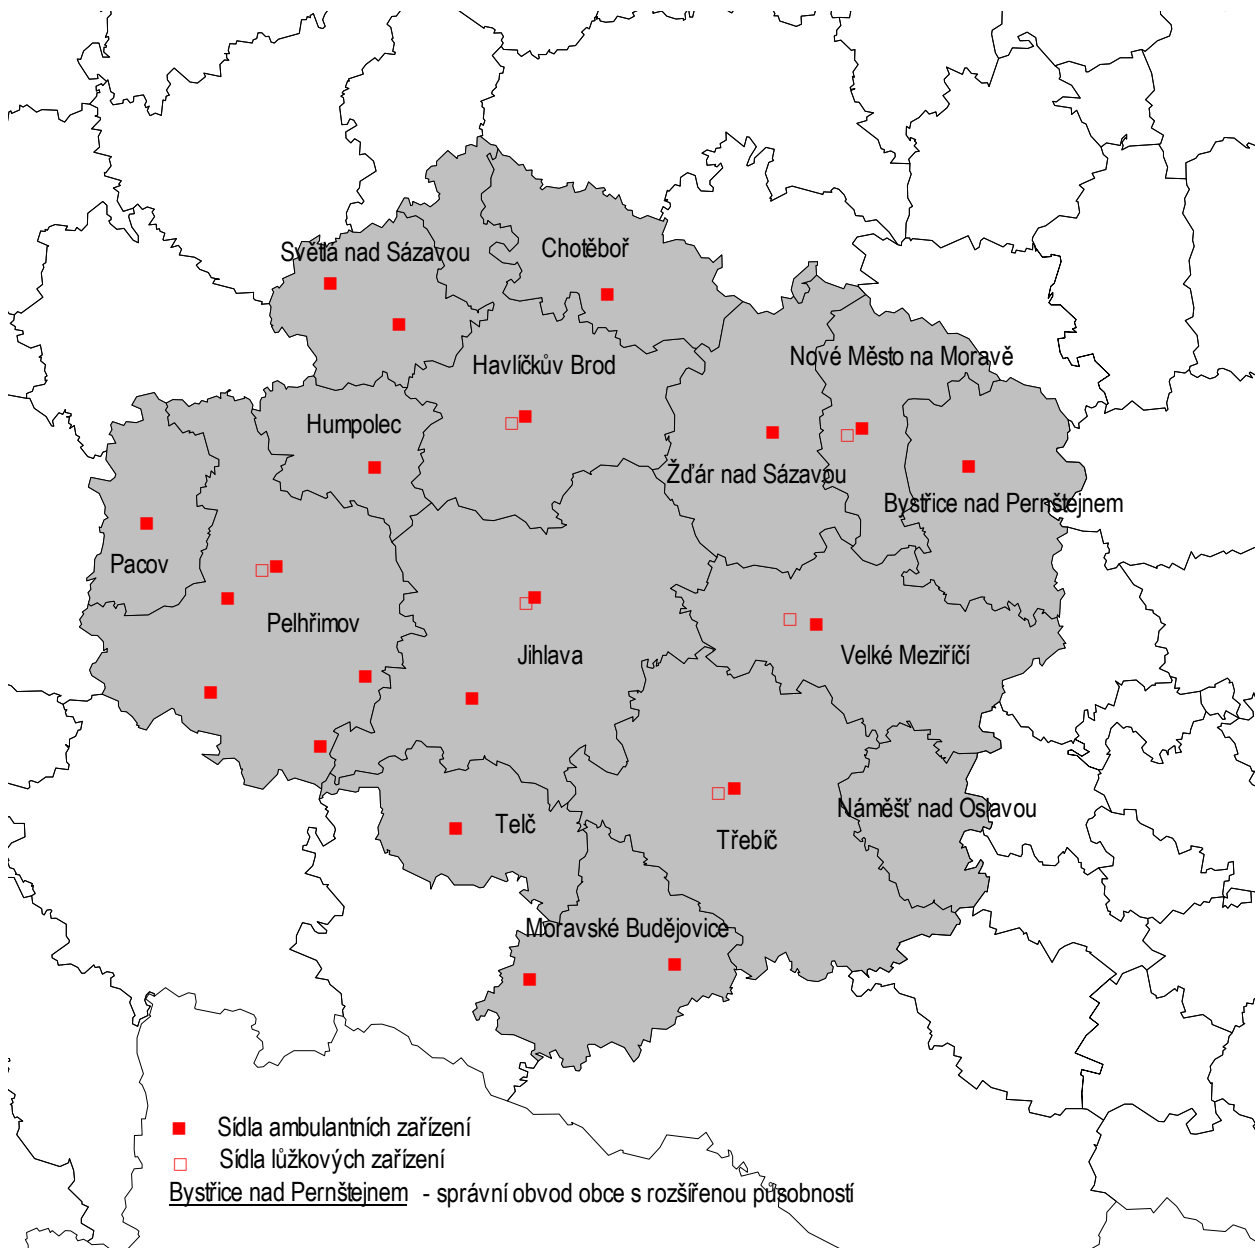 Světlá nad Sázavou
Chotěboř
Havlíčkův Brod
Nové Město na Moravě
Humpolec
Žďár nad Sázavou
Bystřice nad Pernštejnem
Pacov
Pelhřimov
Jihlava
Velké Meziříčí
Telč
Třebíč
Náměšť nad Oslavou
Moravské Budějovice
Sídla ambulantních zařízení
Sídla lůžkových zařízení
Bystřice nad Pernštejnem - správní obvod obce s rozšířenou působností